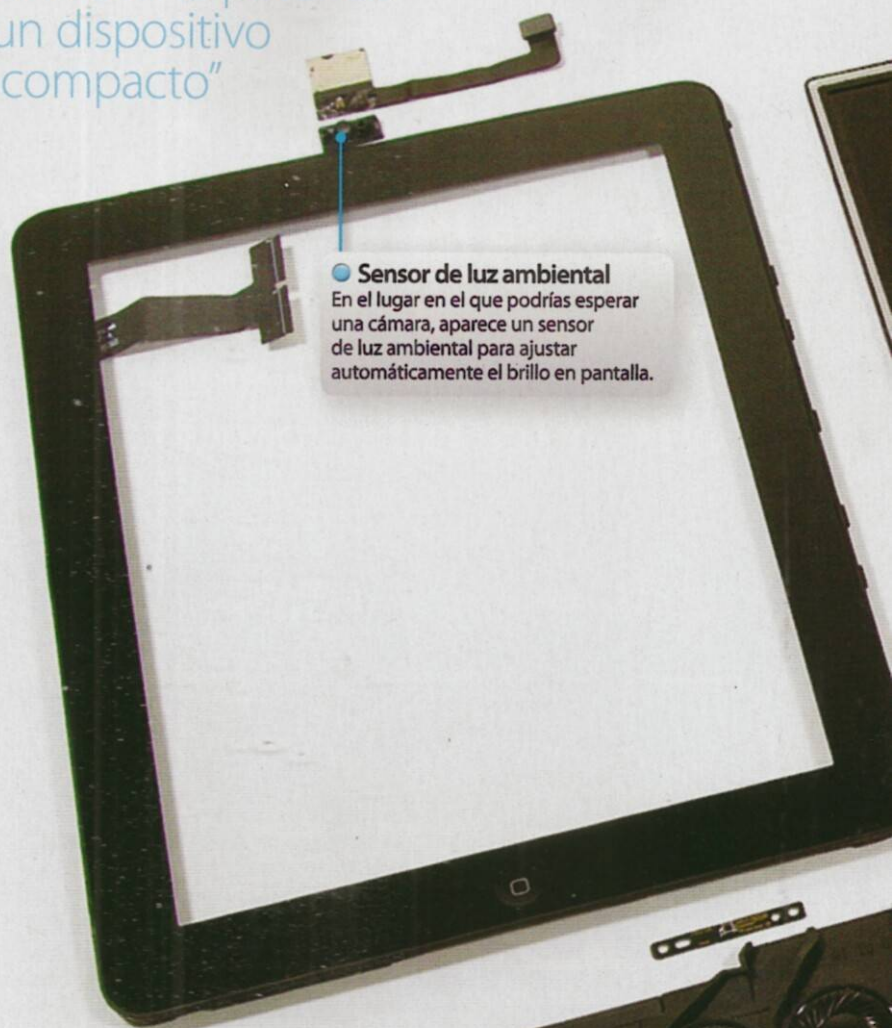 un dispositivo
compacto"
Sensor de luz ambiental
En el lugar en el que podrías esperar
una cámara, aparece un sensor
de luz ambiental para ajustar
automáticamente el brillo en pantalla.